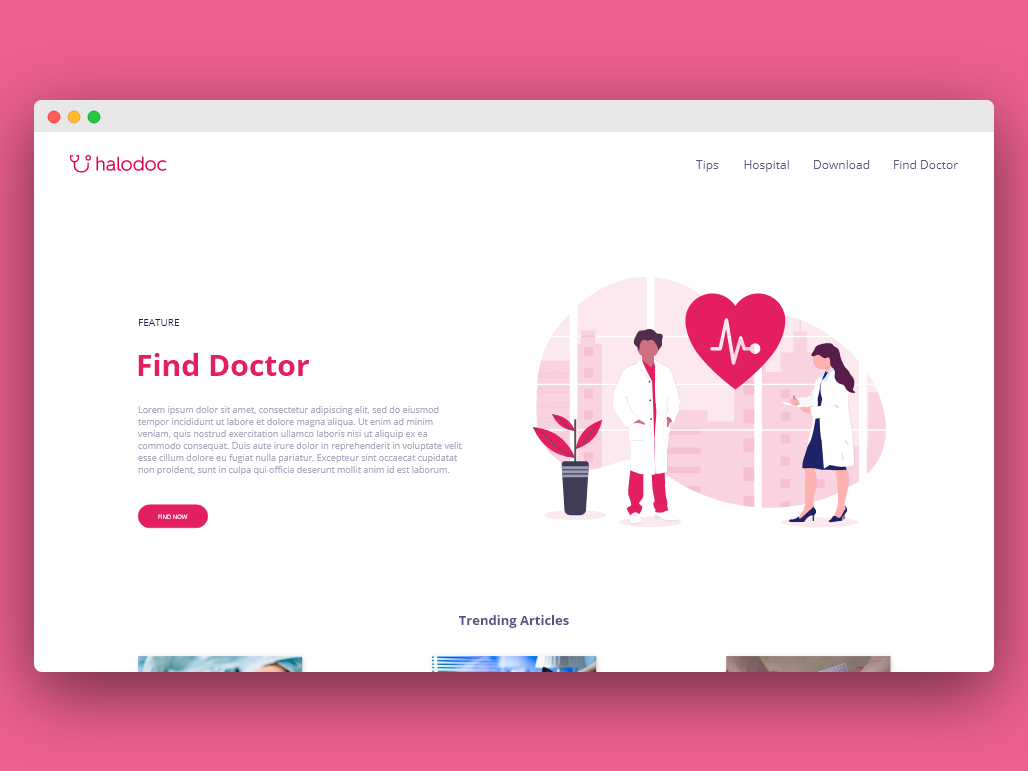 halodoc
Tips Hospital Download Find Doctor
FEATURE
Find Doctor
Lorem ipsum dolor sit amet, consectetur adipiscing elit, sed do eiusmod
tempor incididunt ut labore et dolore magna aliqua. Ut enim ad minim
veniam, quis nostrud exercitation ullamco laboris nisi ut aliquip ex ea
commodo consequat. Duis aute irure dolor in reprehenderit in voluptate velit
esse cillum dolore eu fugiat nulla pariatur. Excepteur sint occaecat cupidatat
non proident, sunt in culpa qui officia deserunt mollit anim id est laborum.
FIND NOW
Trending Articles